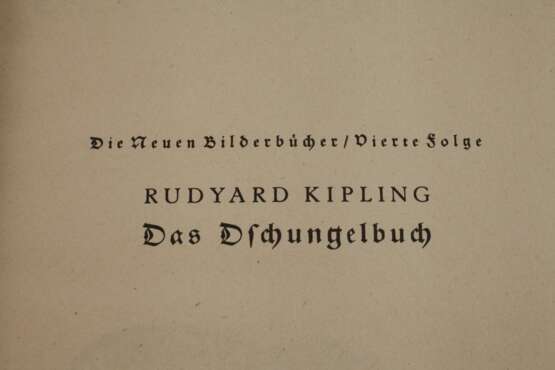 Die Neuen Bilderbücher / Vierte Folge
RUDYARD KIPLING
Das Dſchungelbuch